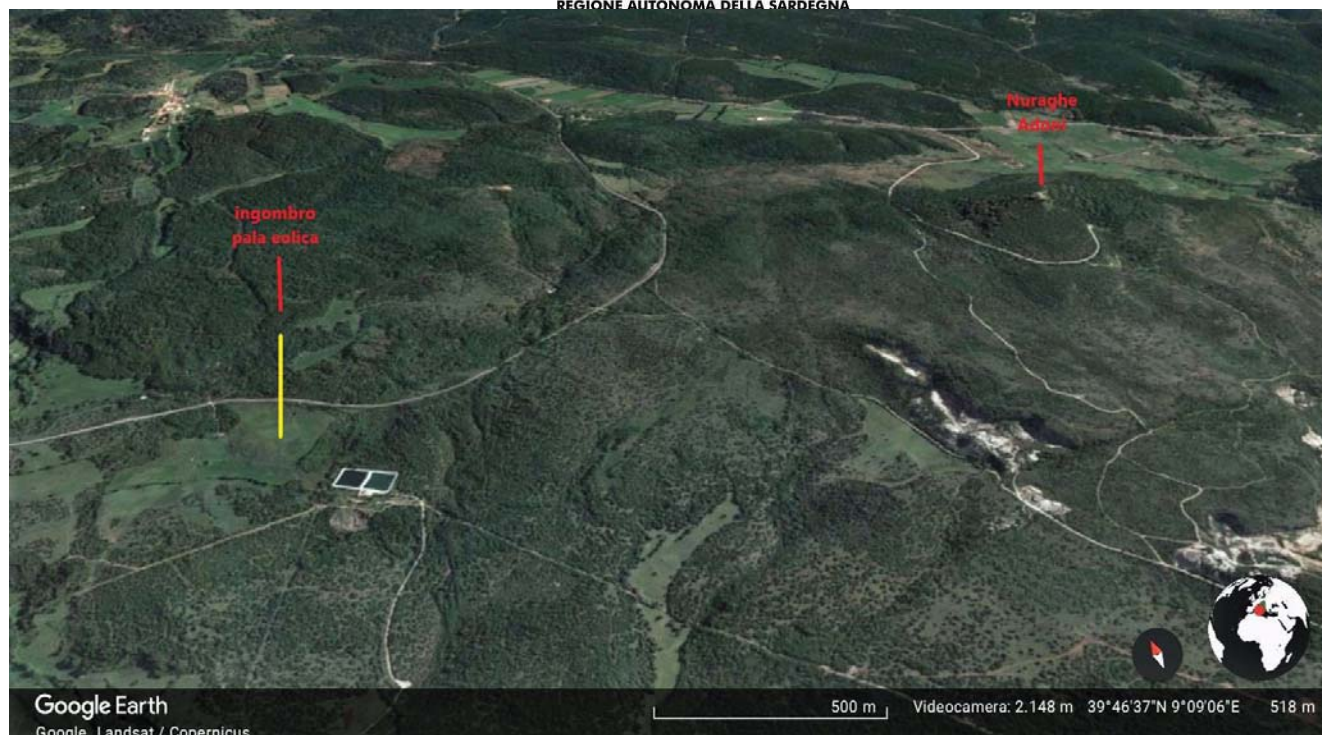 REGIONE AUTONOMA DELLA SARDEGNA
Nuraghe
Adoni
ingombro
pala eolica
Google Earth
500 m
Videocamera: 2.148 m 39°46'37"N 9°09'06"E 518 m
Google, Landsat / Copernicus